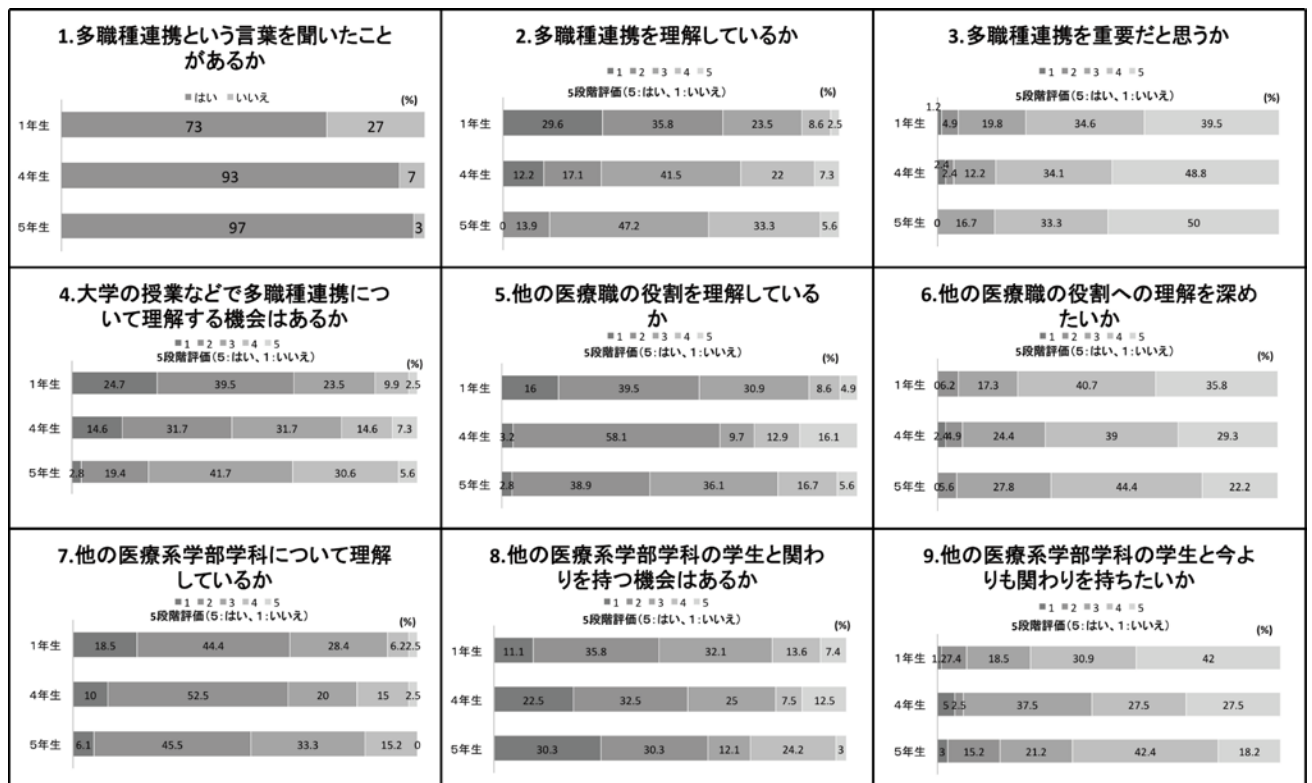 1.多職種連携という言葉を聞いたこと
があるか
■はい ■いいえ (%)
1年生 73 27
4年生 93 7
5年生 97 3
2.多職種連携を理解しているか
■1 ■2 ■3 ■4 ■5
5段階評価(5:はい、1:いいえ) (%)
1年生 29.6 35.8 23.5 8.6 2.5
4年生 12.2 17.1 41.5 22 7.3
5年生 0 13.9 47.2 33.3 5.6
3.多職種連携を重要だと思うか
■1 ■2 ■3 ■4 ■5
5段階評価(5:はい、1:いいえ) (%)
1年生 1.2 4.9 19.8 34.6 39.5
4年生 2.4 2.4 12.2 34.1 48.8
5年生 0 16.7 33.3 50
4.大学の授業などで多職種連携につ
いて理解する機会はあるか
■1 ■2 ■3 ■4 ■5
5段階評価(5:はい、1:いいえ) (%)
1年生 24.7 39.5 23.5 9.9 2.5
4年生 14.6 31.7 31.7 14.6 7.3
5年生 2.8 19.4 41.7 30.6 5.6
5.他の医療職の役割を理解している
か
■1 ■2 ■3 ■4 ■5
5段階評価(5:はい、1:いいえ) (%)
1年生 16 39.5 30.9 8.6 4.9
4年生 3.2 58.1 9.7 12.9 16.1
5年生 2.8 38.9 36.1 16.7 5.6
6.他の医療職の役割への理解を深め
たいか
■1 ■2 ■3 ■4 ■5
5段階評価(5:はい、1:いいえ) (%)
1年生 0 6.2 17.3 40.7 35.8
4年生 2.4 4.9 24.4 39 29.3
5年生 0 5.6 27.8 44.4 22.2
7.他の医療系学部学科について理解
しているか
■1 ■2 ■3 ■4 ■5
5段階評価(5:はい、1:いいえ) (%)
1年生 18.5 44.4 28.4 6.2 2.5
4年生 10 52.5 20 15 2.5
5年生 6.1 45.5 33.3 15.2 0
8.他の医療系学部学科の学生と関わ
りを持つ機会はあるか
■1 ■2 ■3 ■4 ■5
5段階評価(5:はい、1:いいえ) (%)
1年生 11.1 35.8 32.1 13.6 7.4
4年生 22.5 32.5 25 7.5 12.5
5年生 30.3 30.3 12.1 24.2 3
9.他の医療系学部学科の学生と今よ
りも関わりを持ちたいか
■1 ■2 ■3 ■4 ■5
5段階評価(5:はい、1:いいえ) (%)
1年生 1.2 7.4 18.5 30.9 42
4年生 5 2.5 37.5 27.5 27.5
5年生 3 15.2 21.2 42.4 18.2